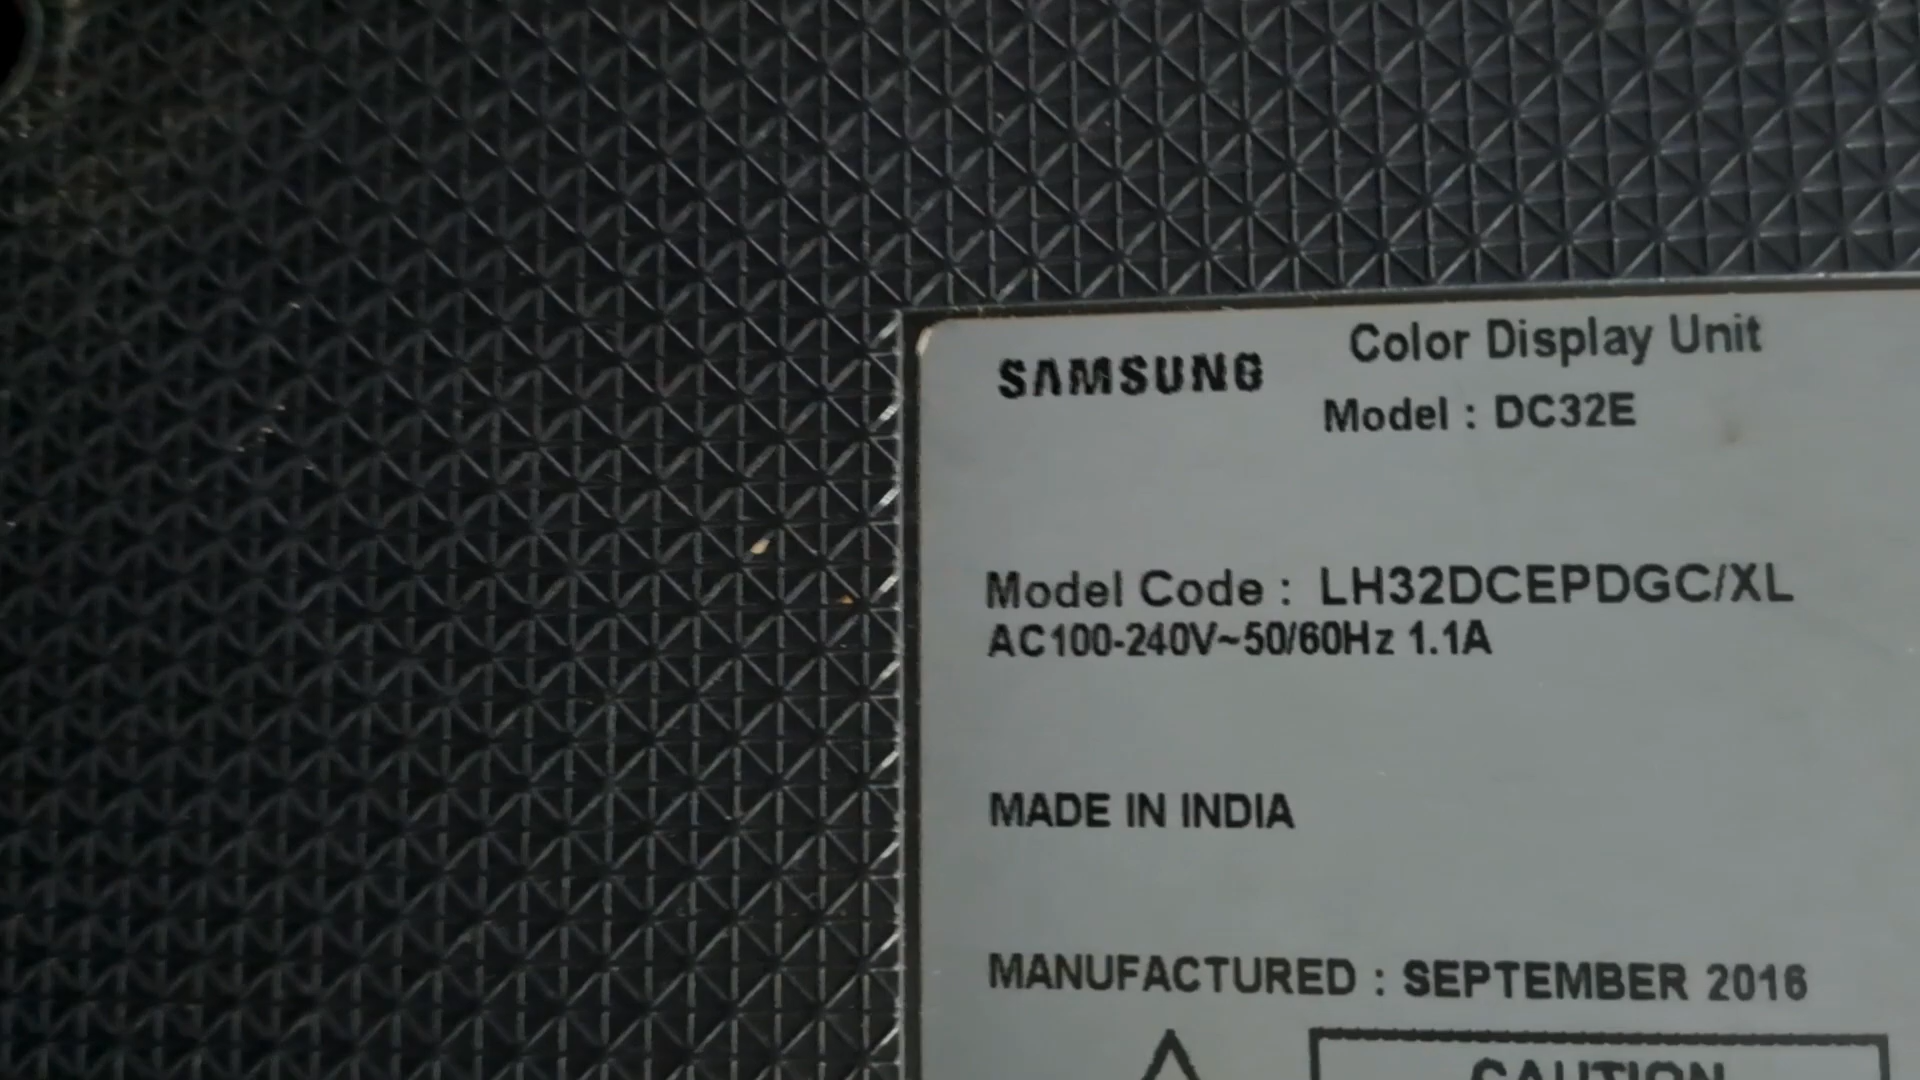 SAMSUNG
Color Display Unit
Model : DC32E
Model Code : LH32DCEPDGC/XL
AC100-240V~50/60Hz 1.1A
MADE IN INDIA
MANUFACTURED : SEPTEMBER 2016
CAUTION